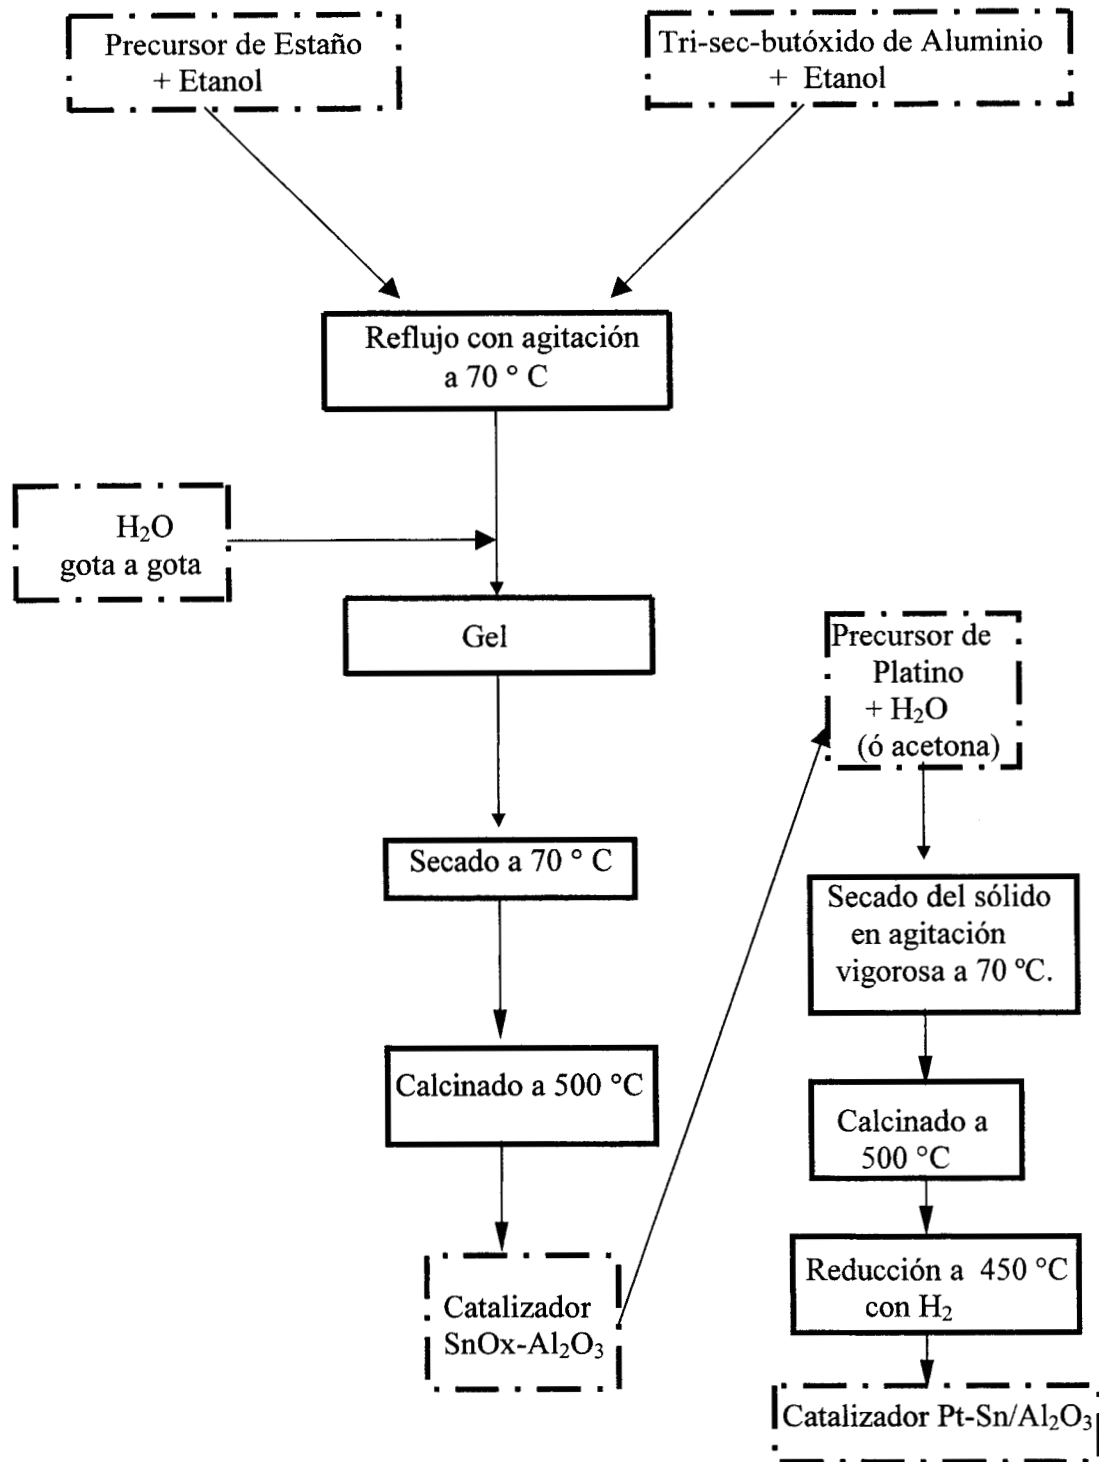 Precursor de Estaño
+ Etanol
Tri-sec-butóxido de Aluminio
+ Etanol
Reflujo con agitación
a 70 ° C
H₂O
gota a gota
Gel
Secado a 70 ° C
Calcinado a 500 °C
Catalizador
SnOx-Al₂O₃
Precursor de
Platino
+ H₂O
(ó acetona)
Secado del sólido
en agitación
vigorosa a 70 ºC.
Calcinado a
500 °C
Reducción a 450 °C
con H₂
Catalizador Pt-Sn/Al₂O₃